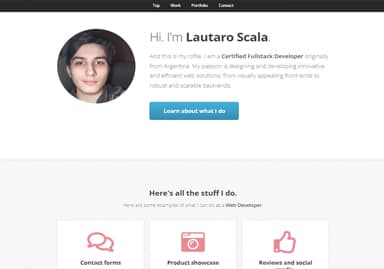 Top Work Portfolio Contact
Hi. I'm Lautaro Scala.
And this is my rofile. I am a Certified Fullstack Developer originally
from Argentina. My passion is designing and developing innovative
and efficient web solutions, from visually appealing front-ends to
robust and scalable back-ends.
Learn about what I do
Here's all the stuff I do.
Here are some examples of what I can do as a Web Developer
Contact forms
Product showcase
Reviews and social